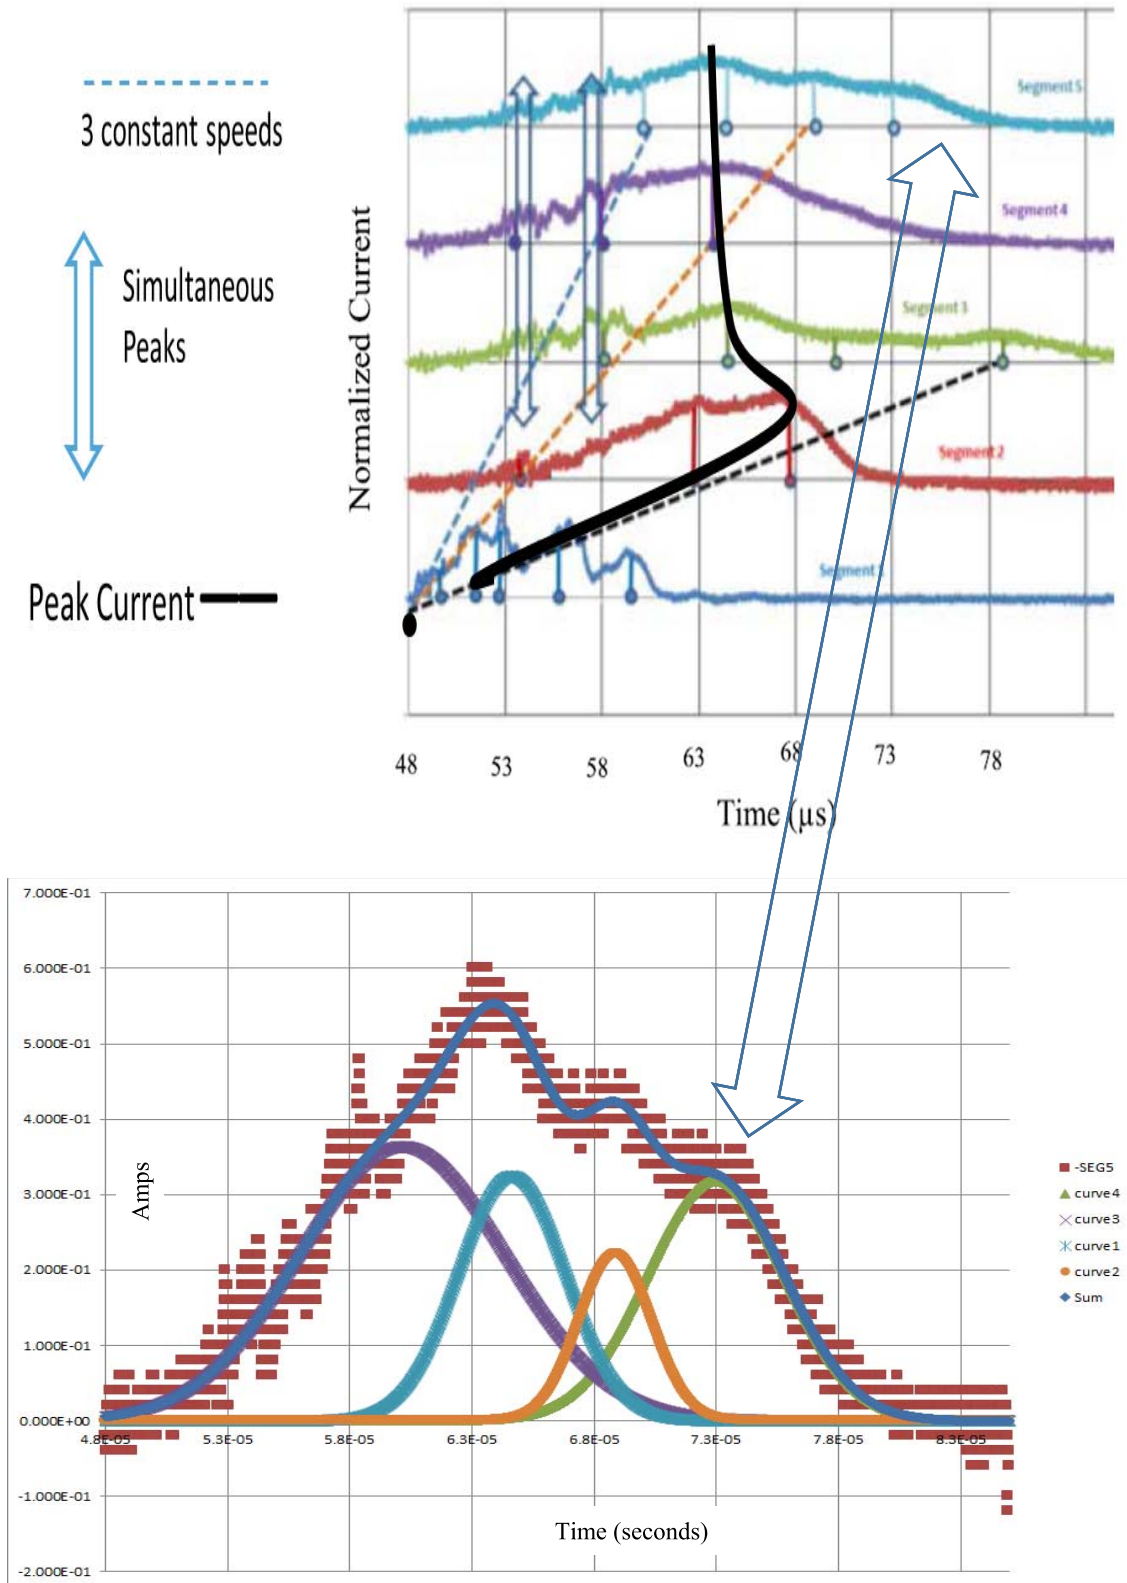 3 constant speeds
Simultaneous
Peaks
Peak Current
Normalized Current
Segment 5
Segment 4
Segment 3
Segment 2
Segment
48 53 58 63 68 73 78
Time (µs)
7.000E-01
6.000E-01
5.000E-01
4.000E-01
3.000E-01
2.000E-01
1.000E-01
0.000E+00
-1.000E-01
-2.000E-01
4.8E-05 5.3E-05 5.8E-05 6.3E-05 6.8E-05 7.3E-05 7.8E-05 8.3E-05
Amps
Time (seconds)
-SEG5
curve4
curve3
curve1
curve2
Sum